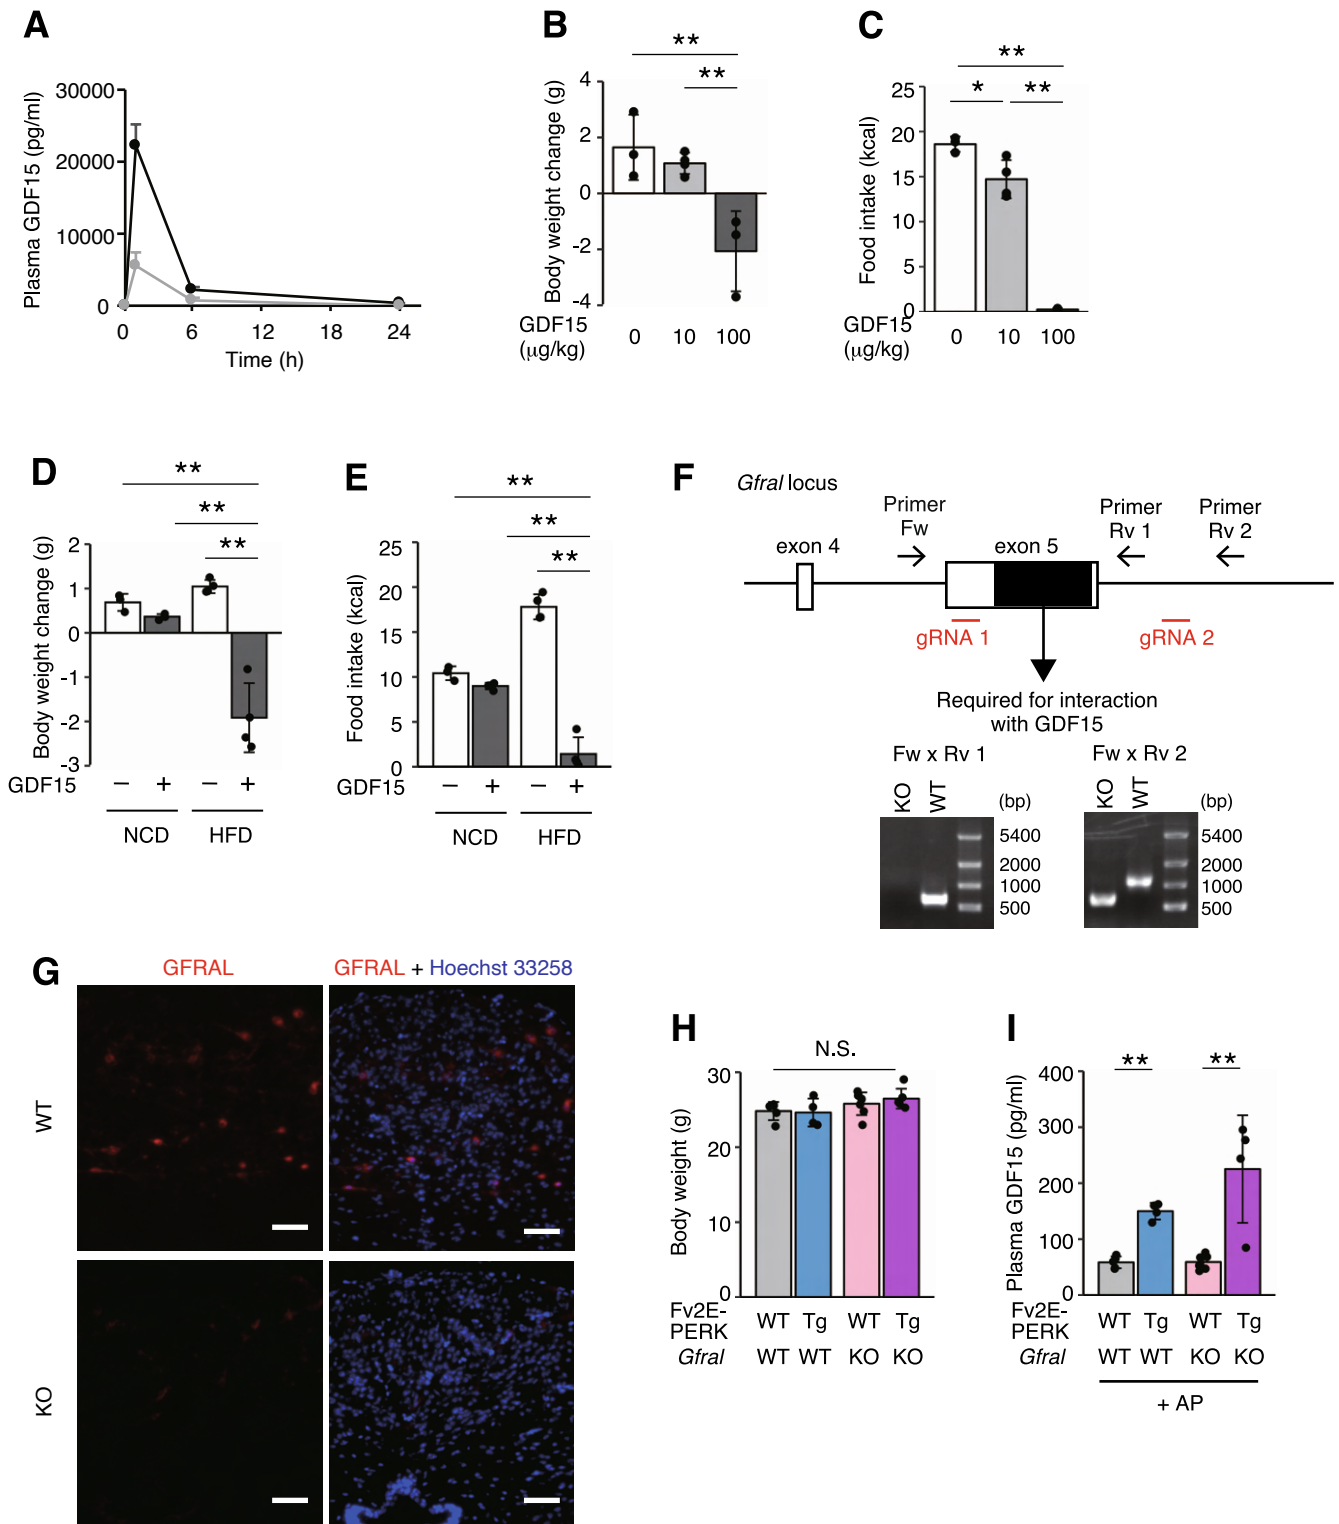 A
Plasma GDF15 (pg/ml)
30000
20000
10000
0
0 6 12 18 24
Time (h)
B
**
**
Body weight change (g)
4
2
0
-2
-4
GDF15
(μg/kg)
0 10 100
C
**
* **
Food intake (kcal)
25
20
15
10
5
0
GDF15
(μg/kg)
0 10 100
D
**
**
**
Body weight change (g)
2
1
0
-1
-2
-3
GDF15 − + − +
NCD HFD
E
**
**
**
Food intake (kcal)
25
20
15
10
5
0
GDF15 − + − +
NCD HFD
F
Gfral locus
exon 4
Primer
Fw
exon 5
Primer
Rv 1
Primer
Rv 2
gRNA 1
gRNA 2
Required for interaction
with GDF15
Fw x Rv 1
KO WT (bp)
5400
2000
1000
500
Fw x Rv 2
KO WT (bp)
5400
2000
1000
500
G
GFRAL
GFRAL + Hoechst 33258
WT
KO
H
N.S.
Body weight (g)
30
20
10
0
Fv2E-
PERK WT Tg WT Tg
Gfral WT WT KO KO
I
** **
Plasma GDF15 (pg/ml)
400
300
200
100
0
Fv2E-
PERK WT Tg WT Tg
Gfral WT WT KO KO
+ AP